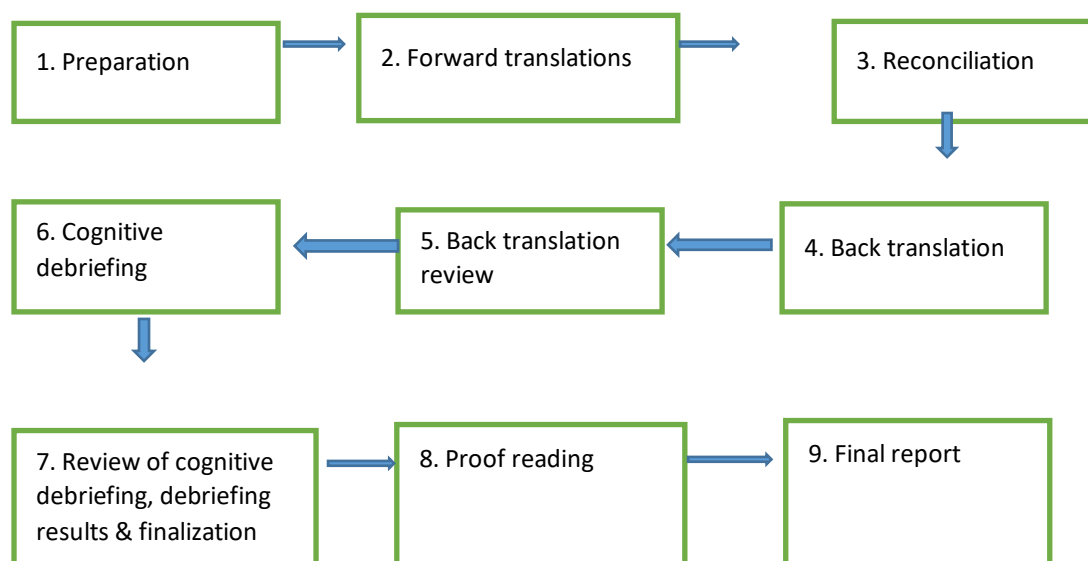 1. Preparation
2. Forward translations
3. Reconciliation
4. Back translation
5. Back translation
review
6. Cognitive
debriefing
7. Review of cognitive
debriefing, debriefing
results & finalization
8. Proof reading
9. Final report